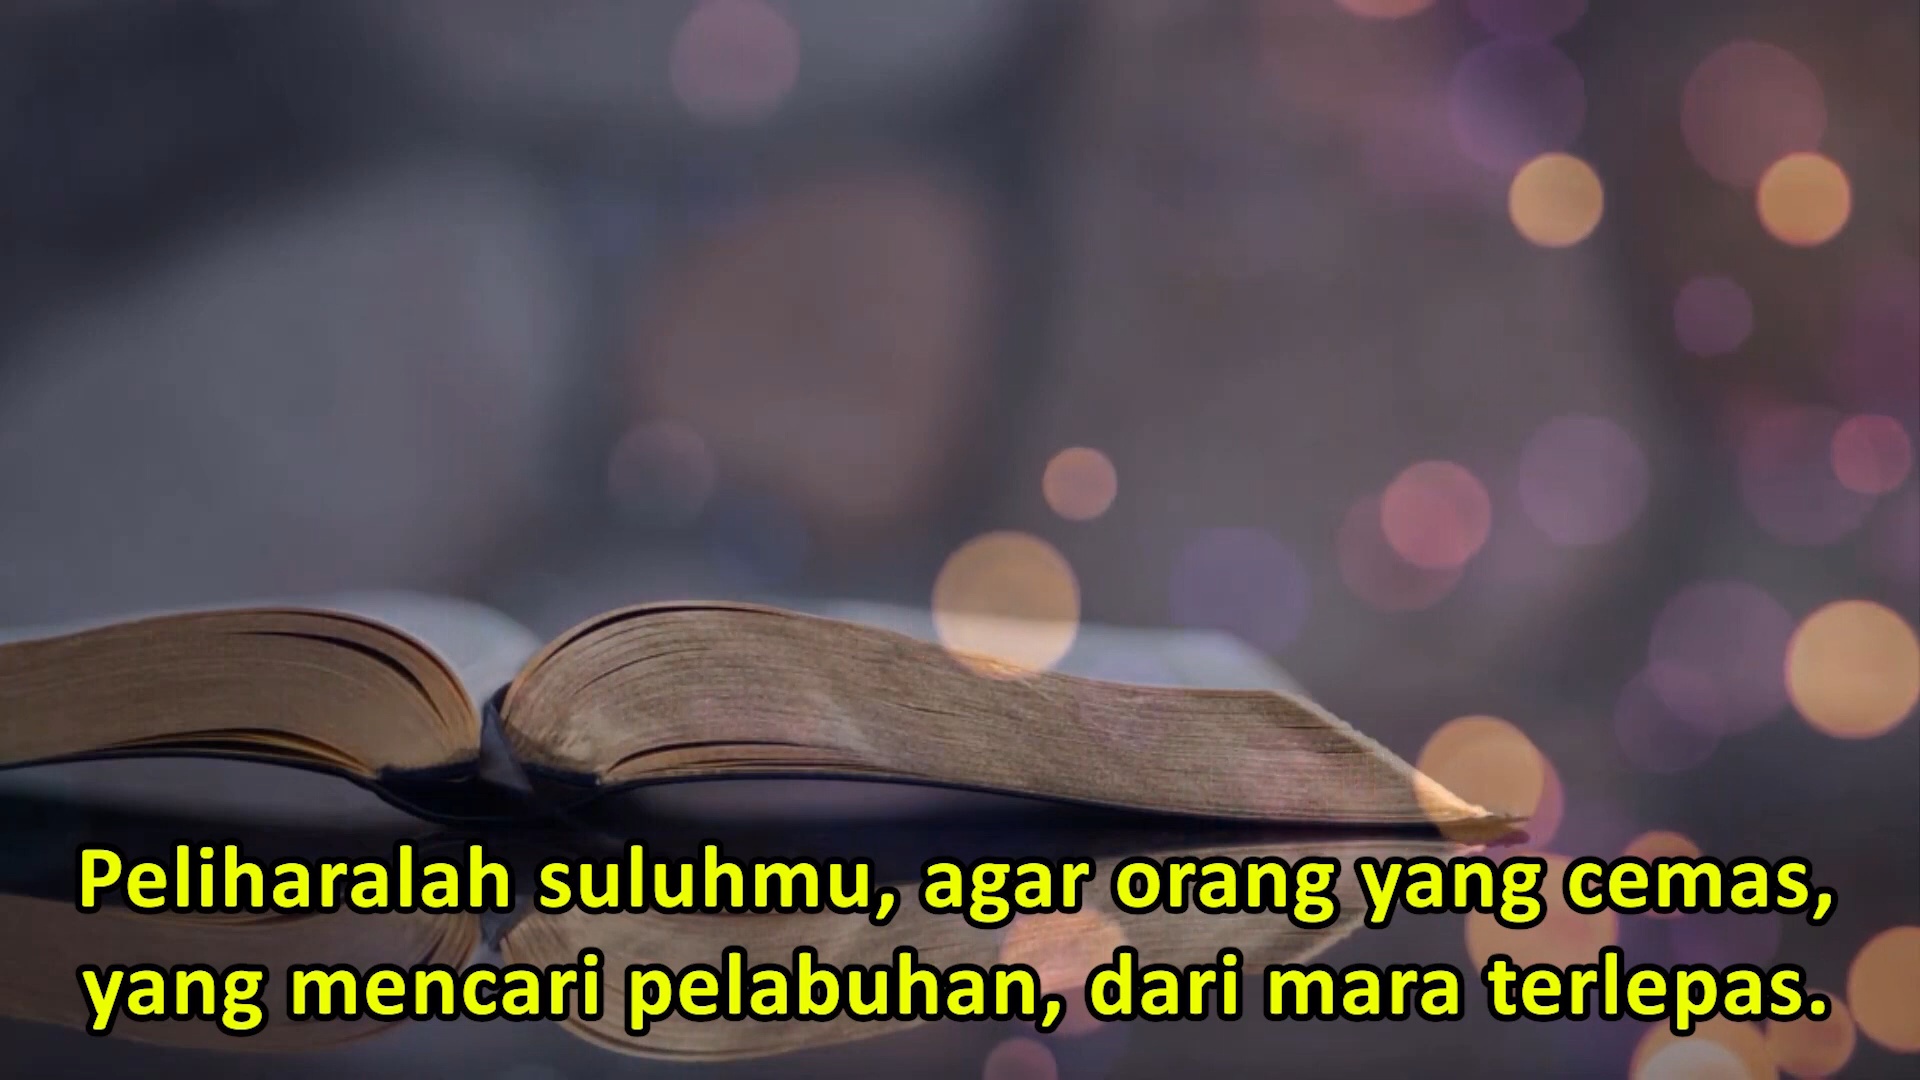 Peliharalah suluhmu, agar orang yang cemas,
yang mencari pelabuhan, dari mara terlepas.